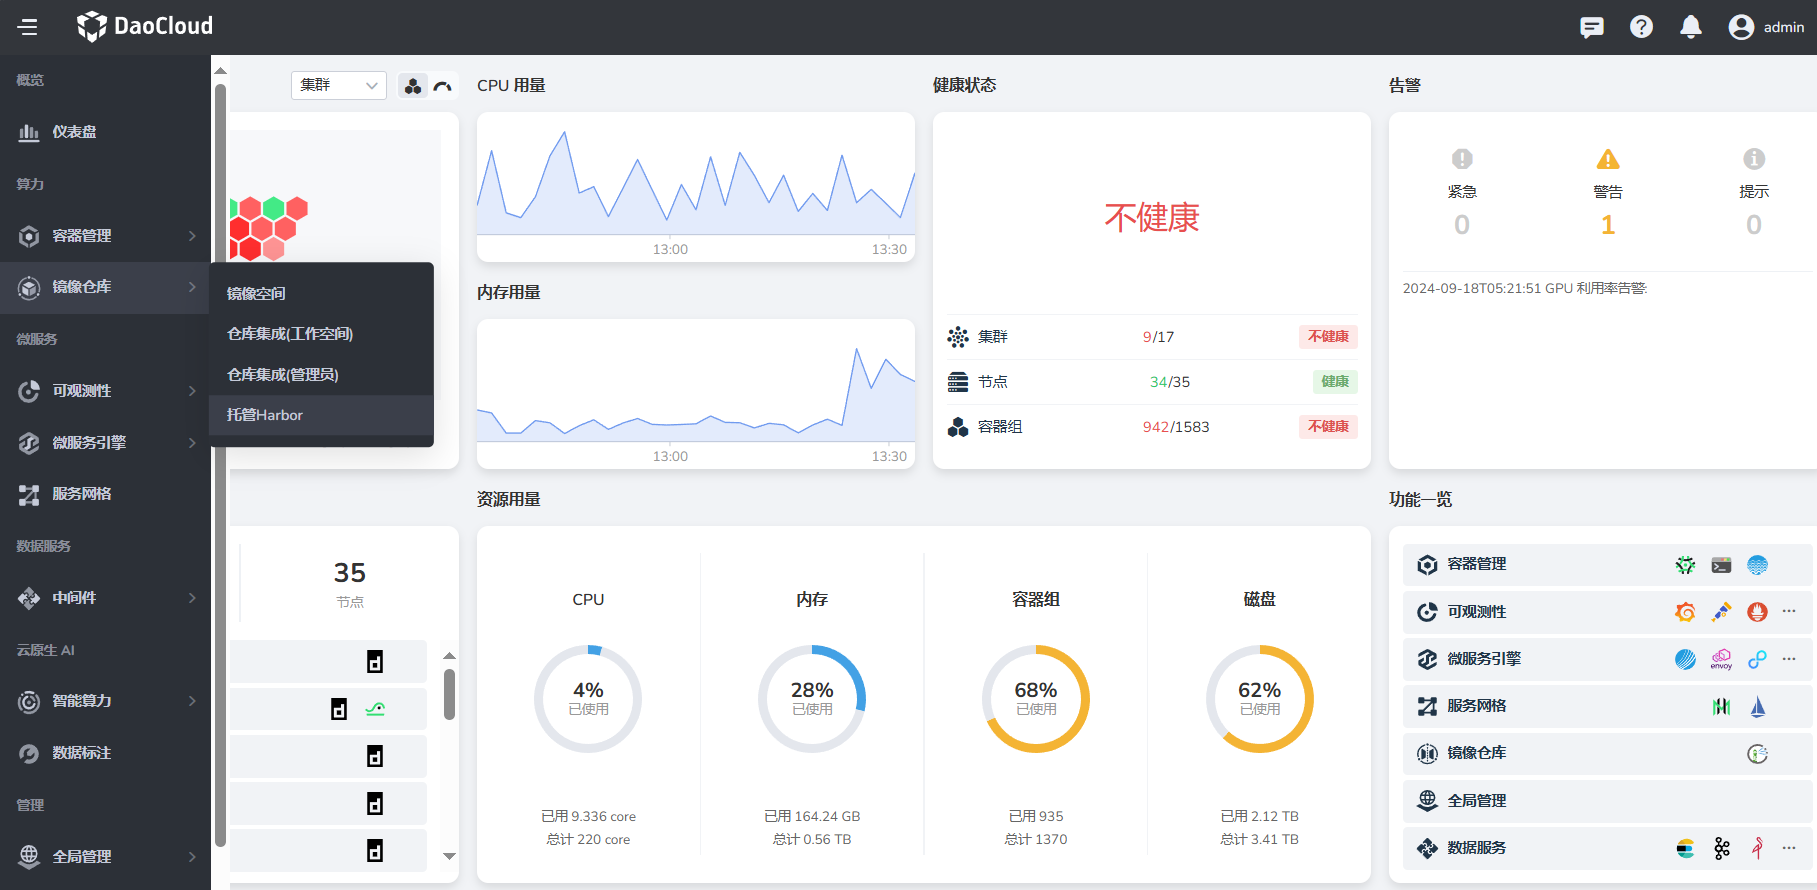 DaoCloud
admin
概览
仪表盘
算力
容器管理
镜像仓库
微服务
可观测性
微服务引擎
服务网格
数据服务
中间件
云原生 AI
智能算力
数据标注
管理
全局管理
镜像空间
仓库集成(工作空间)
仓库集成(管理员)
托管Harbor
集群
CPU 用量
13:00
13:30
内存用量
13:00
13:30
健康状态
不健康
集群 9/17 不健康
节点 34/35 健康
容器组 942/1583 不健康
告警
紧急 警告 提示
0 1 0
2024-09-18T05:21:51 GPU 利用率告警:
35
节点
资源用量
CPU
4%
已使用
已用 9.336 core
总计 220 core
内存
28%
已使用
已用 164.24 GB
总计 0.56 TB
容器组
68%
已使用
已用 935
总计 1370
磁盘
62%
已使用
已用 2.12 TB
总计 3.41 TB
功能一览
容器管理
可观测性
微服务引擎
envoy
服务网格
镜像仓库
全局管理
数据服务